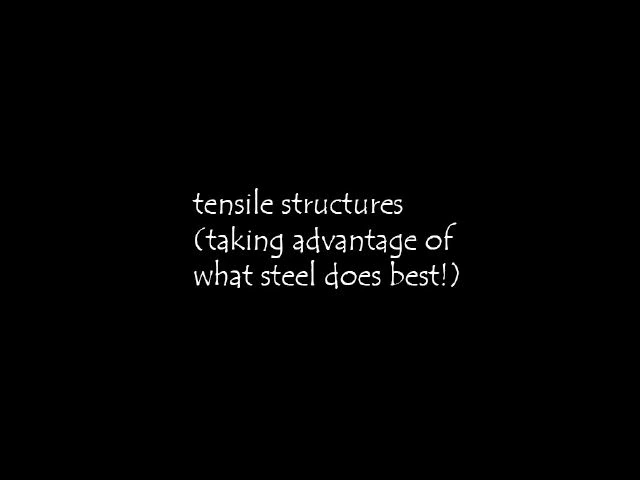 tensile structures
(taking advantage of
what steel does best!)